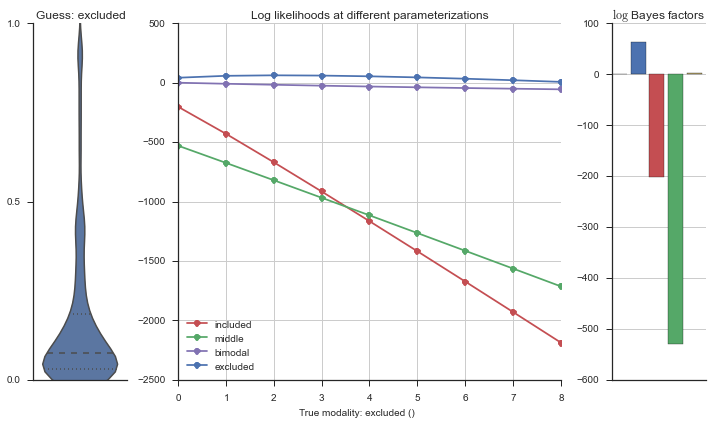 Guess: excluded
1.0
0.5
0.0
Log likelihoods at different parameterizations
500
0
−500
−1000
−1500
−2000
−2500
included
middle
bimodal
excluded
0 1 2 3 4 5 6 7 8
True modality: excluded ()
log Bayes factors
100
0
−100
−200
−300
−400
−500
−600